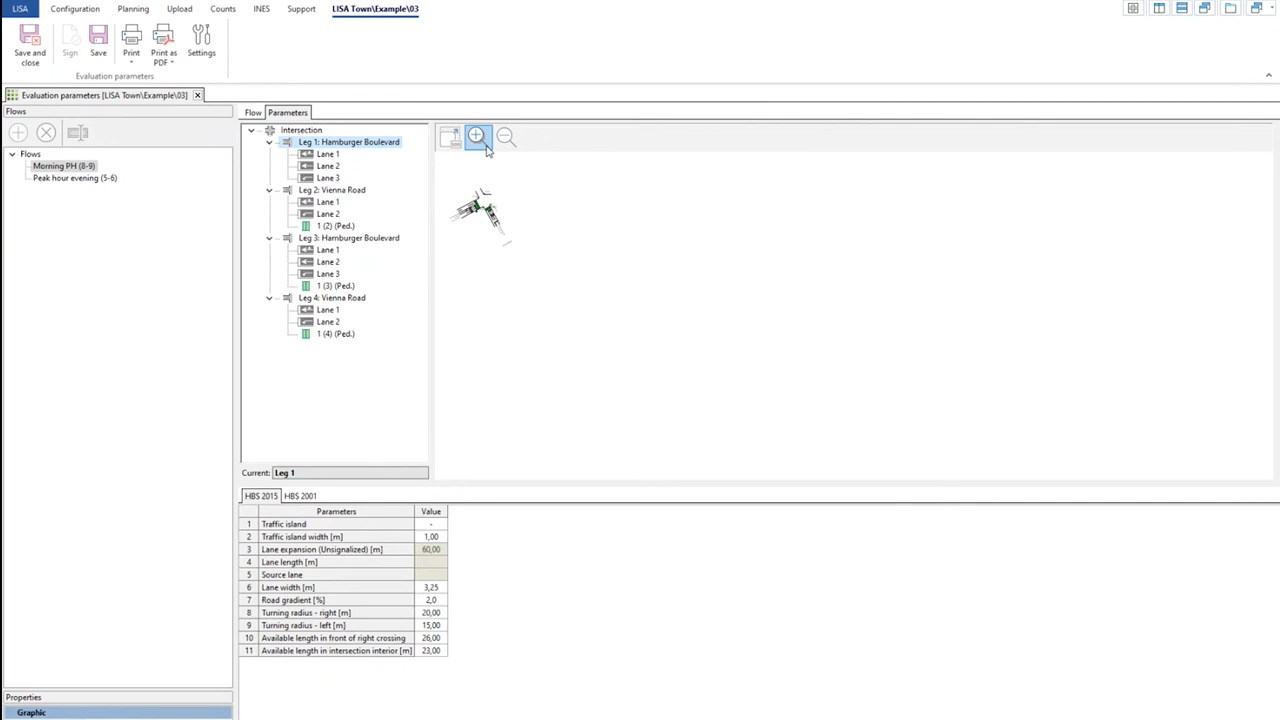 LISA Configuration Planning Upload Counts INES Support LISA Town\Example\03
Save and close Sign Save Print Print as PDF Settings
Evaluation parameters
Evaluation parameters [LISA Town\Example\03]
Flows
Flows
Morning PH (8-9)
Peak hour evening (5-6)
Properties
Graphic
Flow Parameters
Intersection
Leg 1: Hamburger Boulevard
Lane 1
Lane 2
Lane 3
Leg 2: Vienna Road
Lane 1
Lane 2
1 (2) (Ped.)
Leg 3: Hamburger Boulevard
Lane 1
Lane 2
Lane 3
1 (3) (Ped.)
Leg 4: Vienna Road
Lane 1
Lane 2
1 (4) (Ped.)
Current: Leg 1
HBS 2015 HBS 2001
Parameters Value
1 Traffic island -
2 Traffic island width [m] 1,00
3 Lane expansion (Unsignalized) [m] 60,00
4 Lane length [m]
5 Source lane
6 Lane width [m] 3,25
7 Road gradient [%] 2,0
8 Turning radius - right [m] 20,00
9 Turning radius - left [m] 15,00
10 Available length in front of right crossing 26,00
11 Available length in intersection interior [m] 23,00